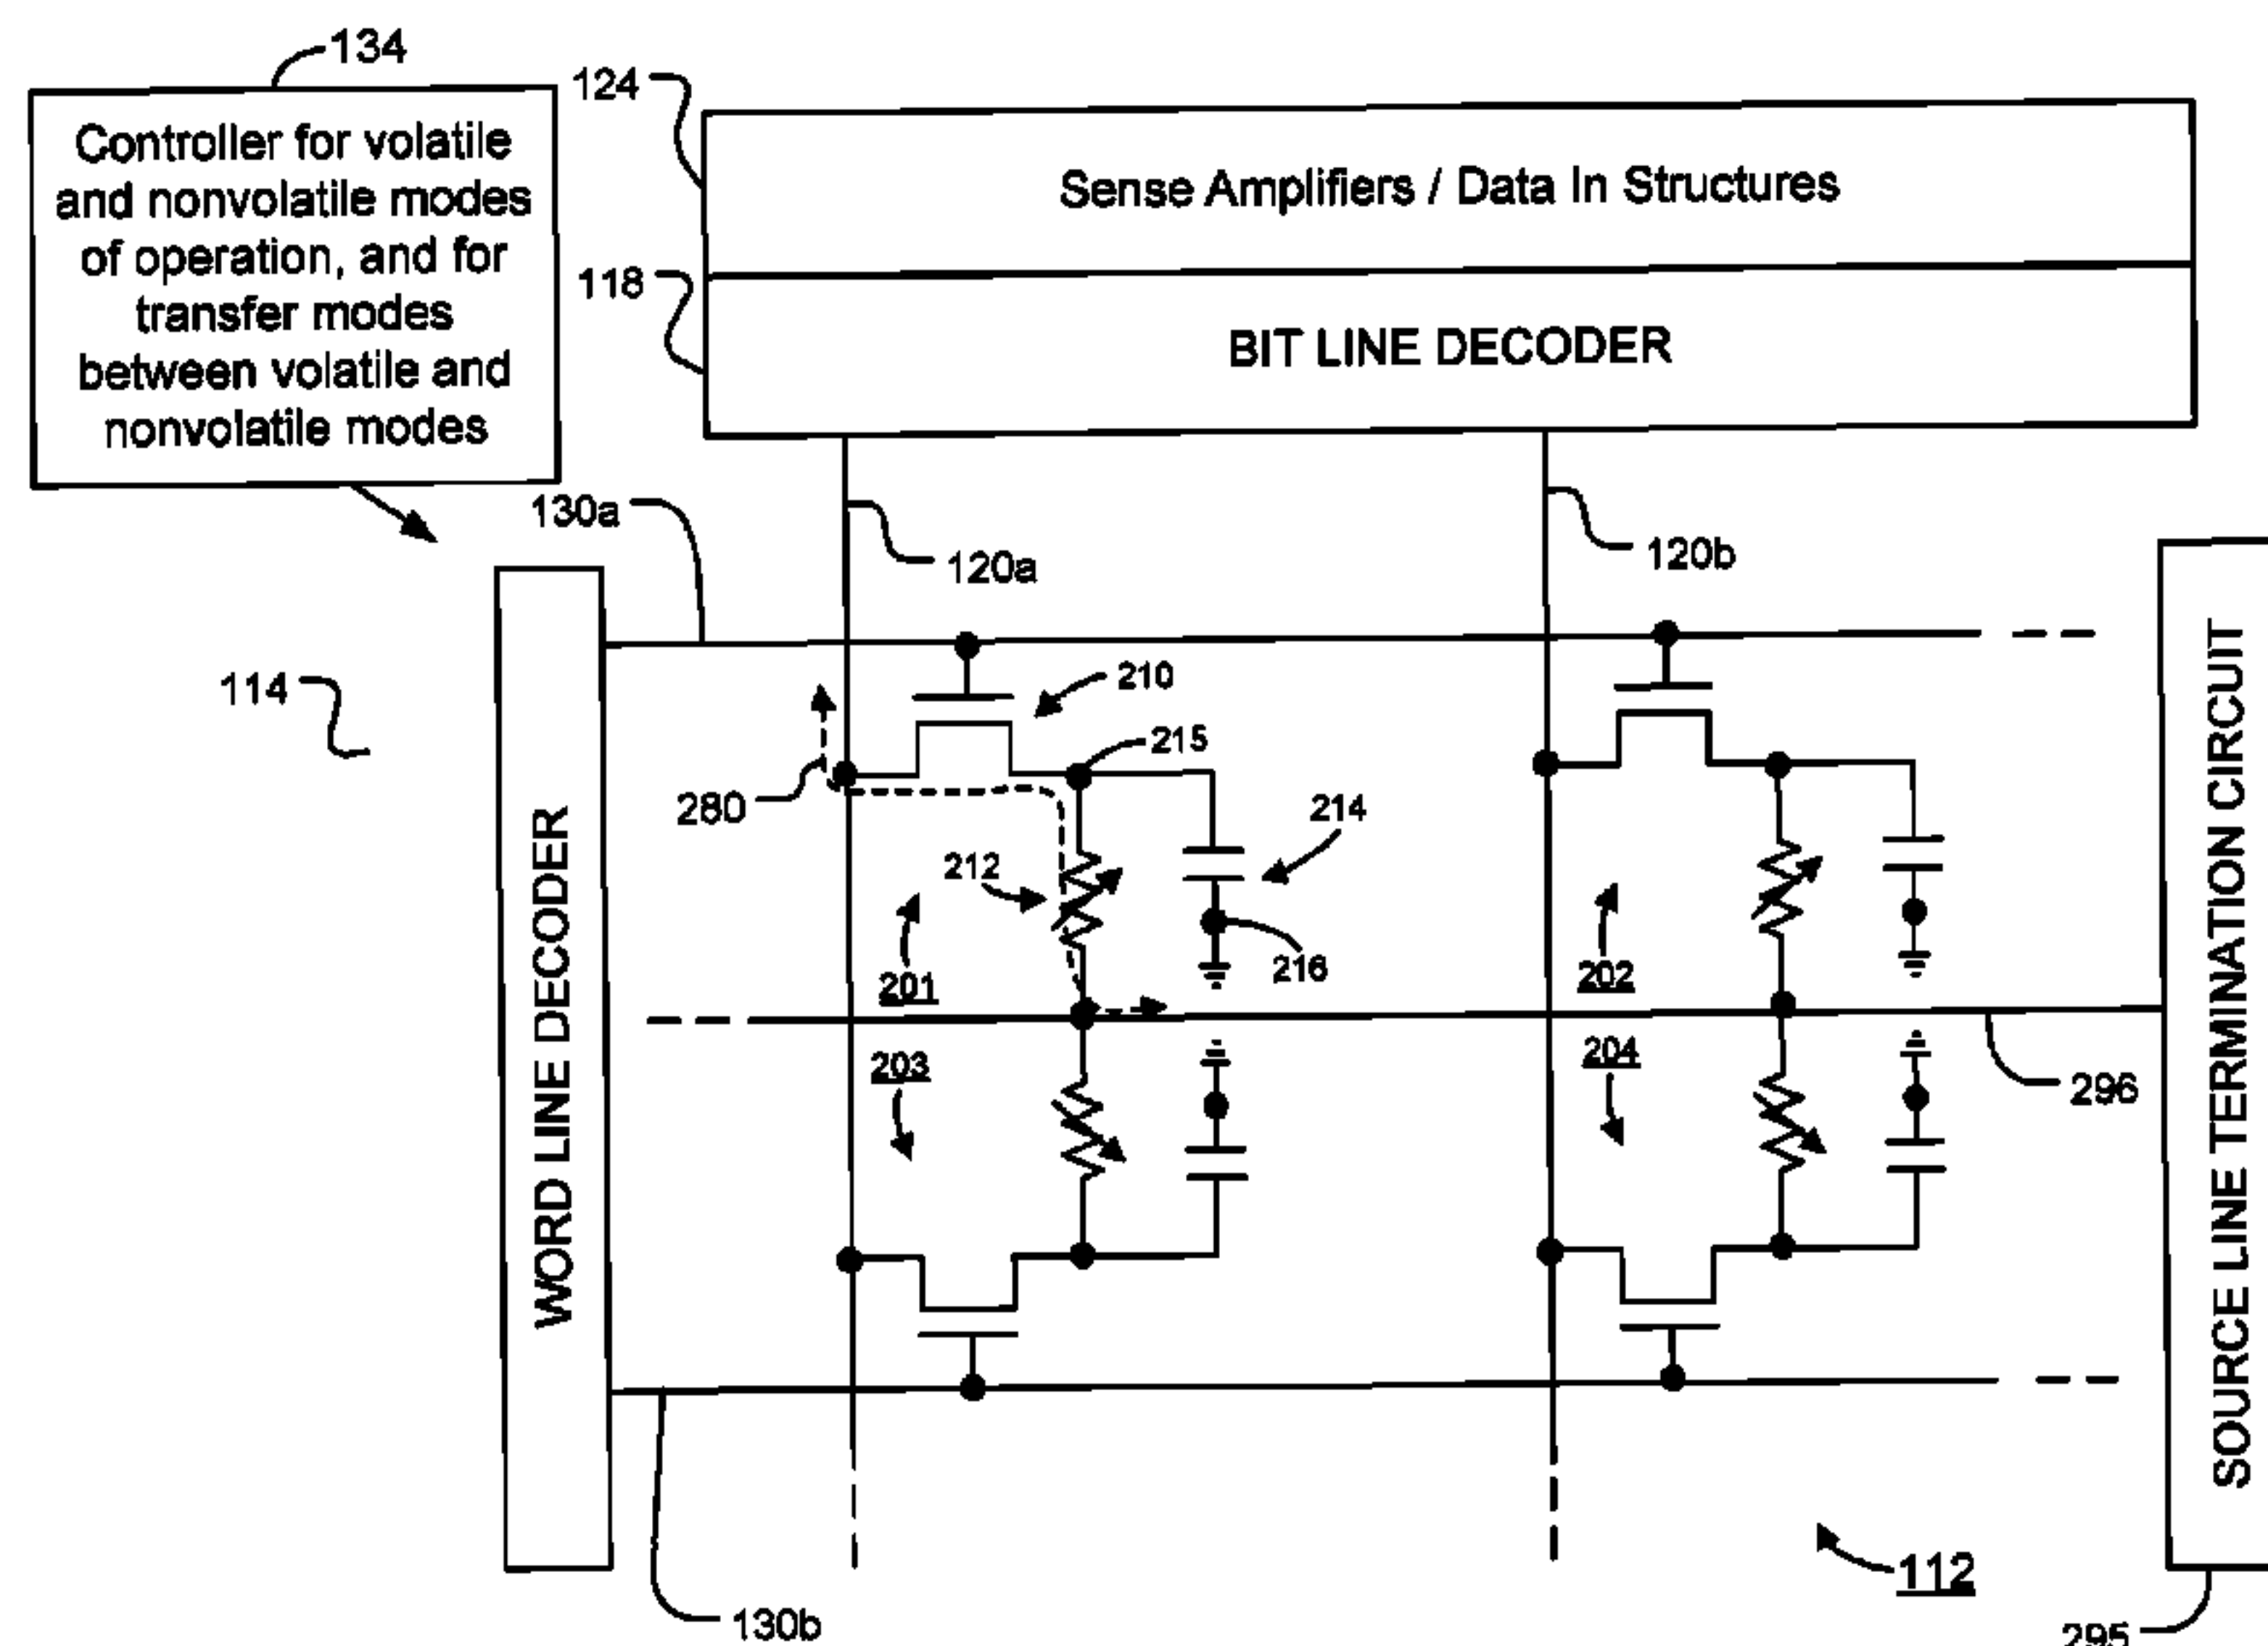 134
Controller for volatile
and nonvolatile modes
of operation, and for
transfer modes
between volatile and
nonvolatile modes
124
Sense Amplifiers / Data In Structures
118
BIT LINE DECODER
130a
120a
120b
114
WORD LINE DECODER
210
215
280
214
212
216
201
202
203
204
296
SOURCE LINE TERMINATION CIRCUIT
112
130b
295